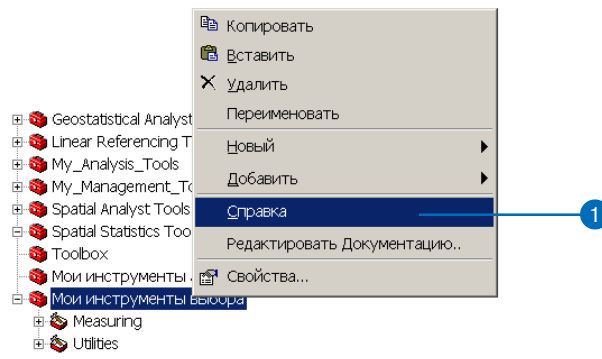 Копировать
Вставить
Удалить
Переименовать
Новый
Добавить
Справка
1
Редактировать Документацию..
Свойства...
Geostatistical Analyst
Linear Referencing T
My_Analysis_Tools
My_Management_To
Spatial Analyst Tools
Spatial Statistics Too
Toolbox
Мои инструменты
Мои инструменты выбора
Measuring
Utilities